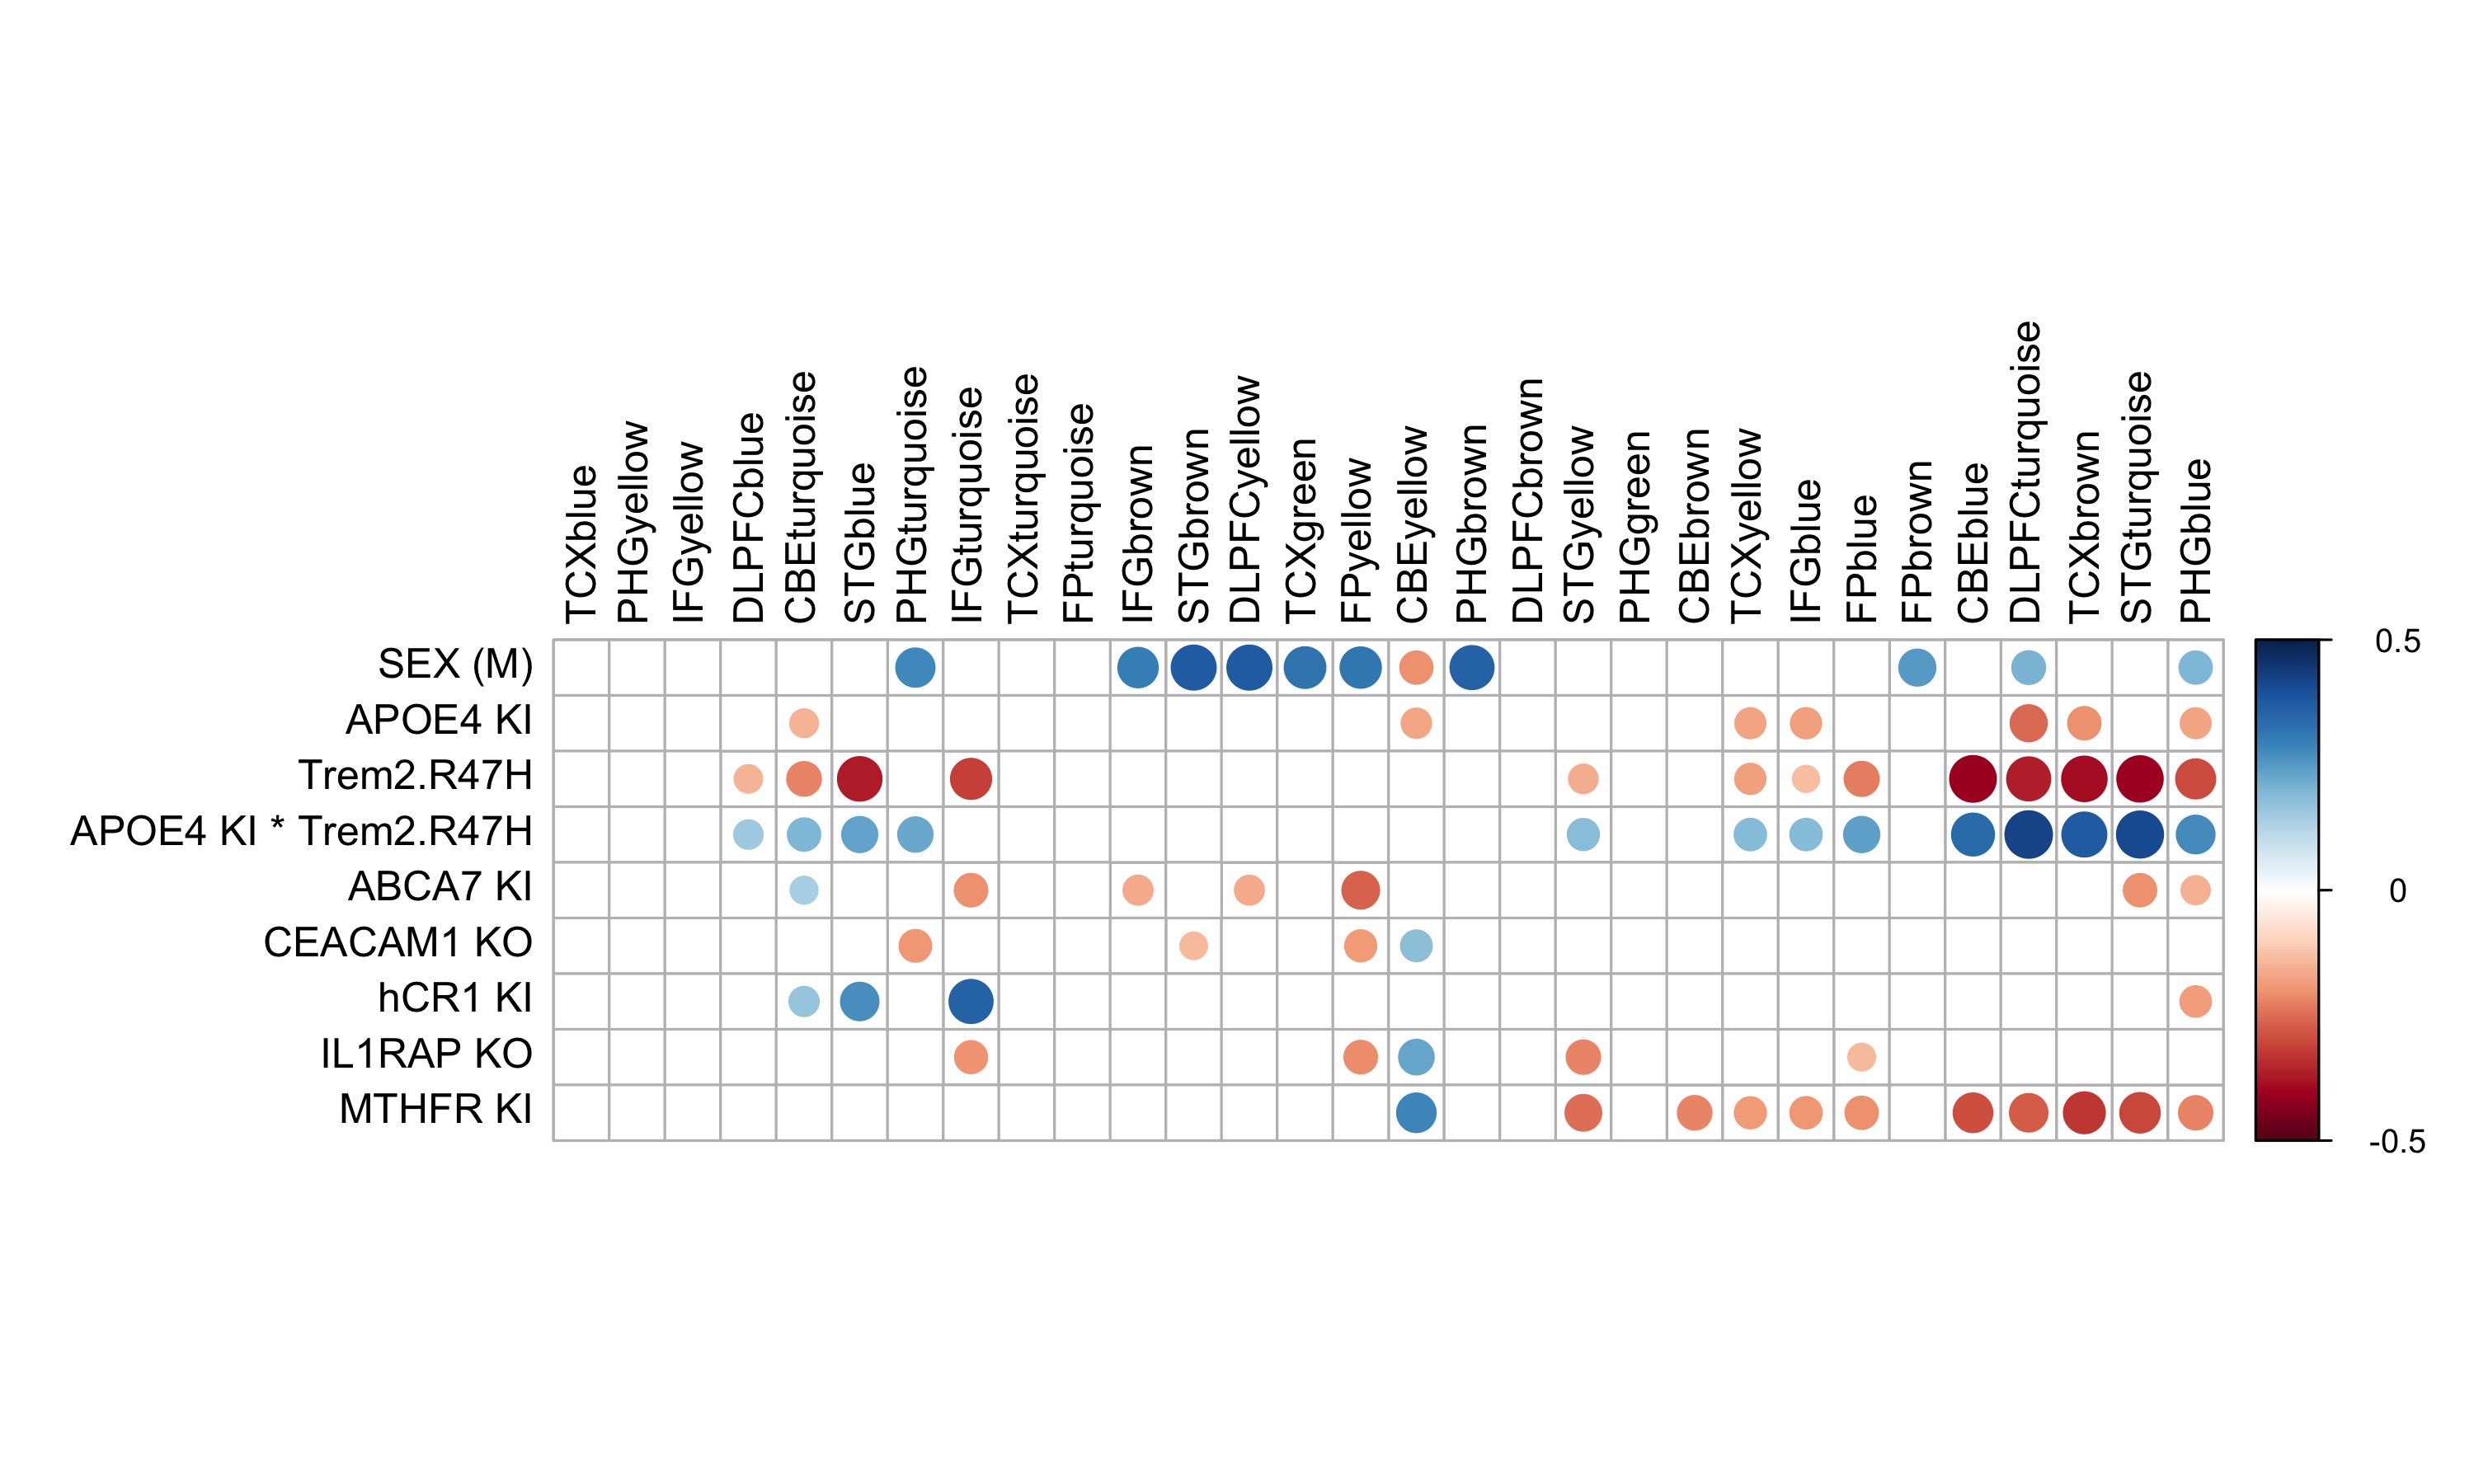 TCXblue
PHGyellow
IFGyellow
DLPFCblue
CBEturquoise
STGblue
PHGturquoise
IFGturquoise
TCXturquoise
FPturquoise
IFGbrown
STGbrown
DLPFCyellow
TCXgreen
FPyellow
CBEyellow
PHGbrown
DLPFCbrown
STGyellow
PHGgreen
CBEbrown
TCXyellow
IFGblue
FPblue
FPbrown
CBEblue
DLPFCturquoise
TCXbrown
STGturquoise
PHGblue
SEX (M)
APOE4 KI
Trem2.R47H
APOE4 KI * Trem2.R47H
ABCA7 KI
CEACAM1 KO
hCR1 KI
IL1RAP KO
MTHFR KI
0.5
0
-0.5